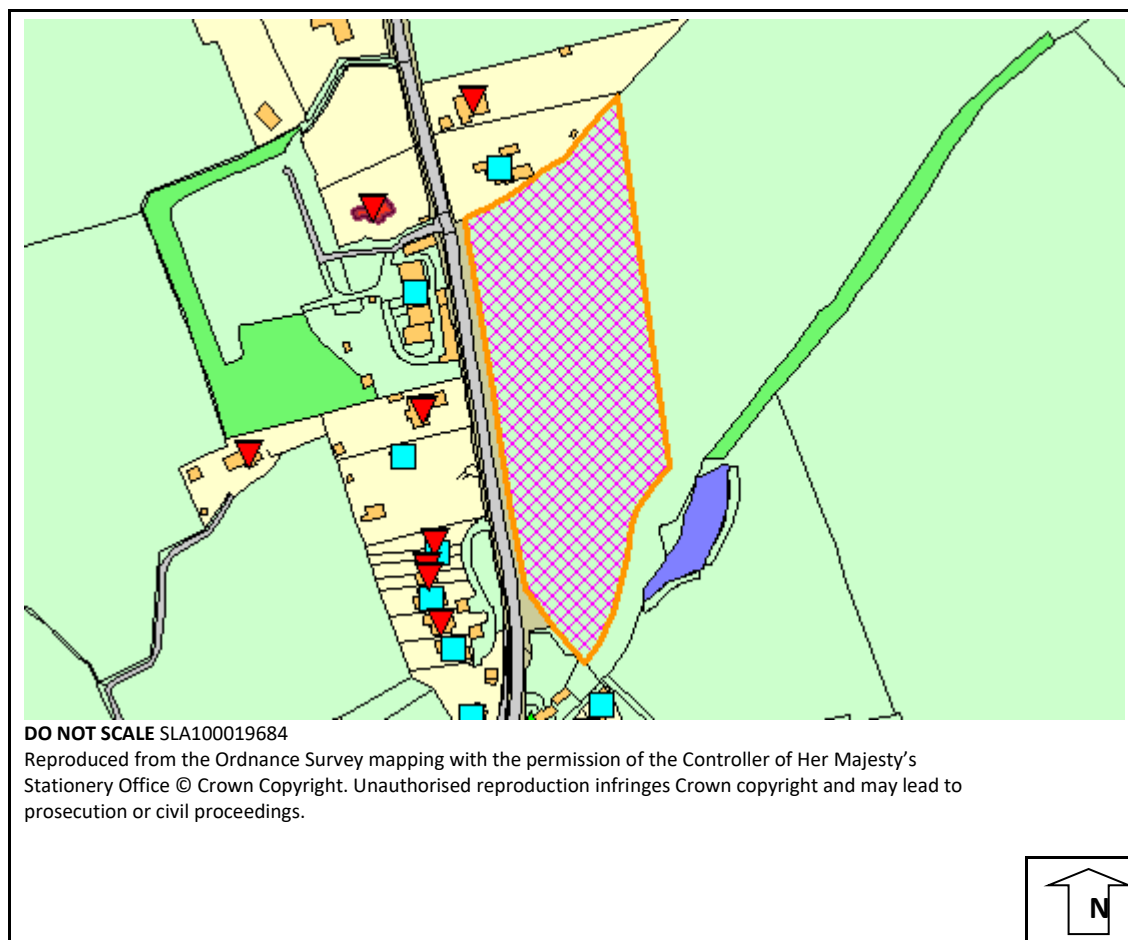 DO NOT SCALE SLA100019684
Reproduced from the Ordnance Survey mapping with the permission of the Controller of Her Majesty's
Stationery Office © Crown Copyright. Unauthorised reproduction infringes Crown copyright and may lead to
prosecution or civil proceedings.
N